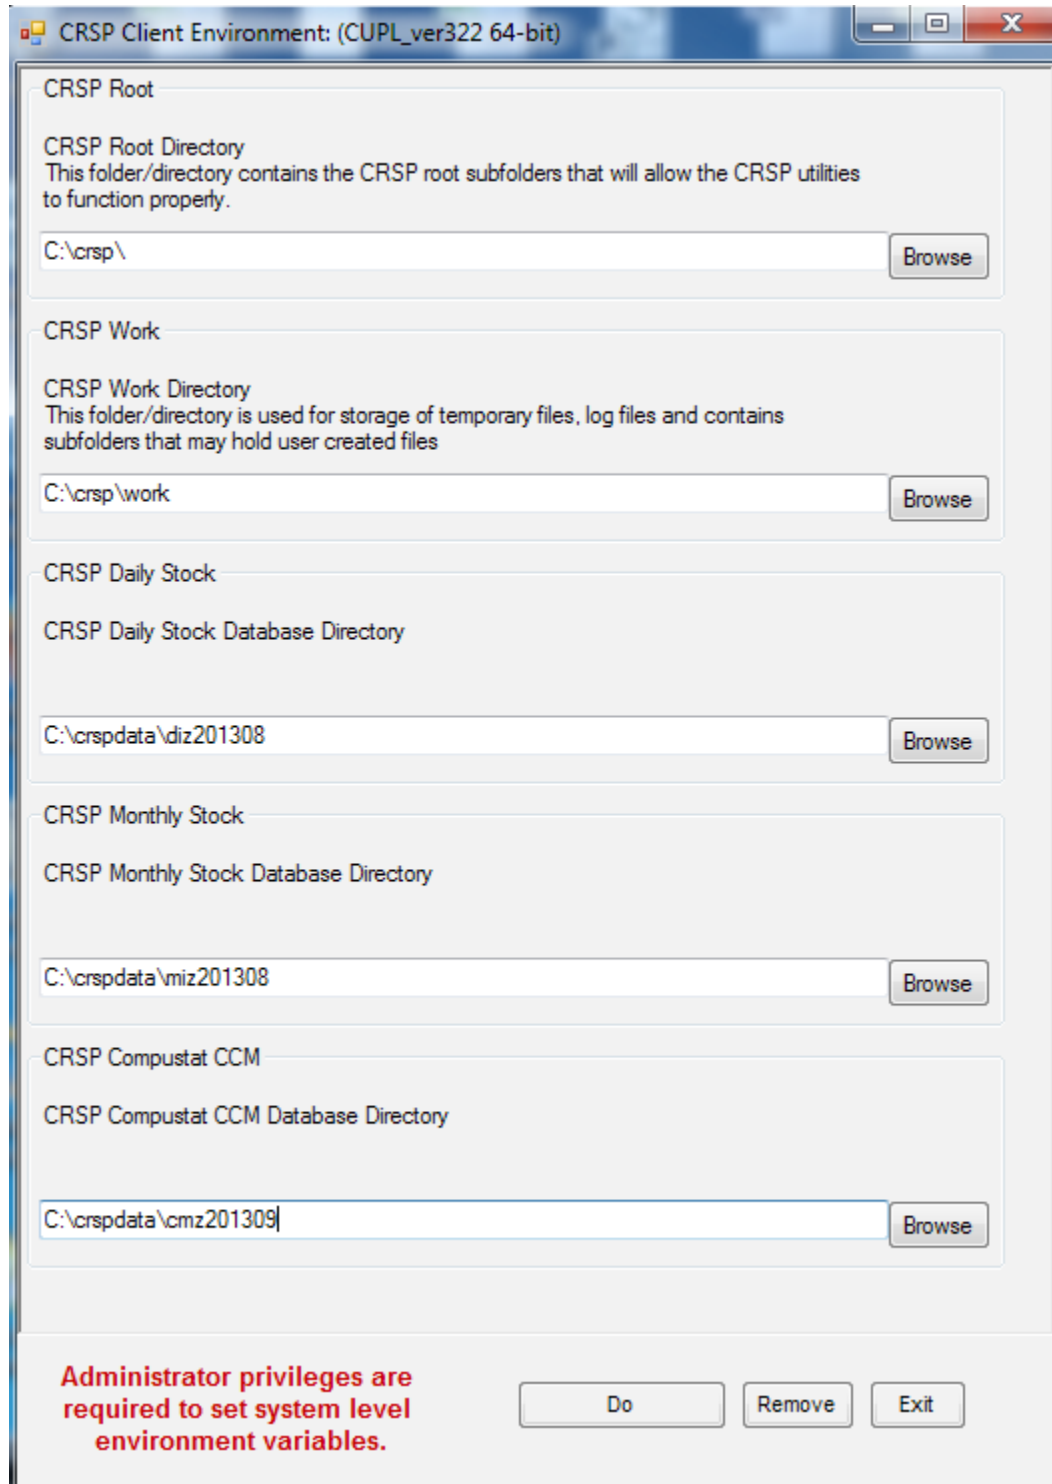 CRSP Client Environment: (CUPL_ver322 64-bit)
CRSP Root
CRSP Root Directory
This folder/directory contains the CRSP root subfolders that will allow the CRSP utilities
to function properly.
C:\crsp\
Browse
CRSP Work
CRSP Work Directory
This folder/directory is used for storage of temporary files, log files and contains
subfolders that may hold user created files
C:\crsp\work
Browse
CRSP Daily Stock
CRSP Daily Stock Database Directory
C:\crspdata\diz201308
Browse
CRSP Monthly Stock
CRSP Monthly Stock Database Directory
C:\crspdata\miz201308
Browse
CRSP Compustat CCM
CRSP Compustat CCM Database Directory
C:\crspdata\cmz201309
Browse
Administrator privileges are
required to set system level
environment variables.
Do
Remove
Exit